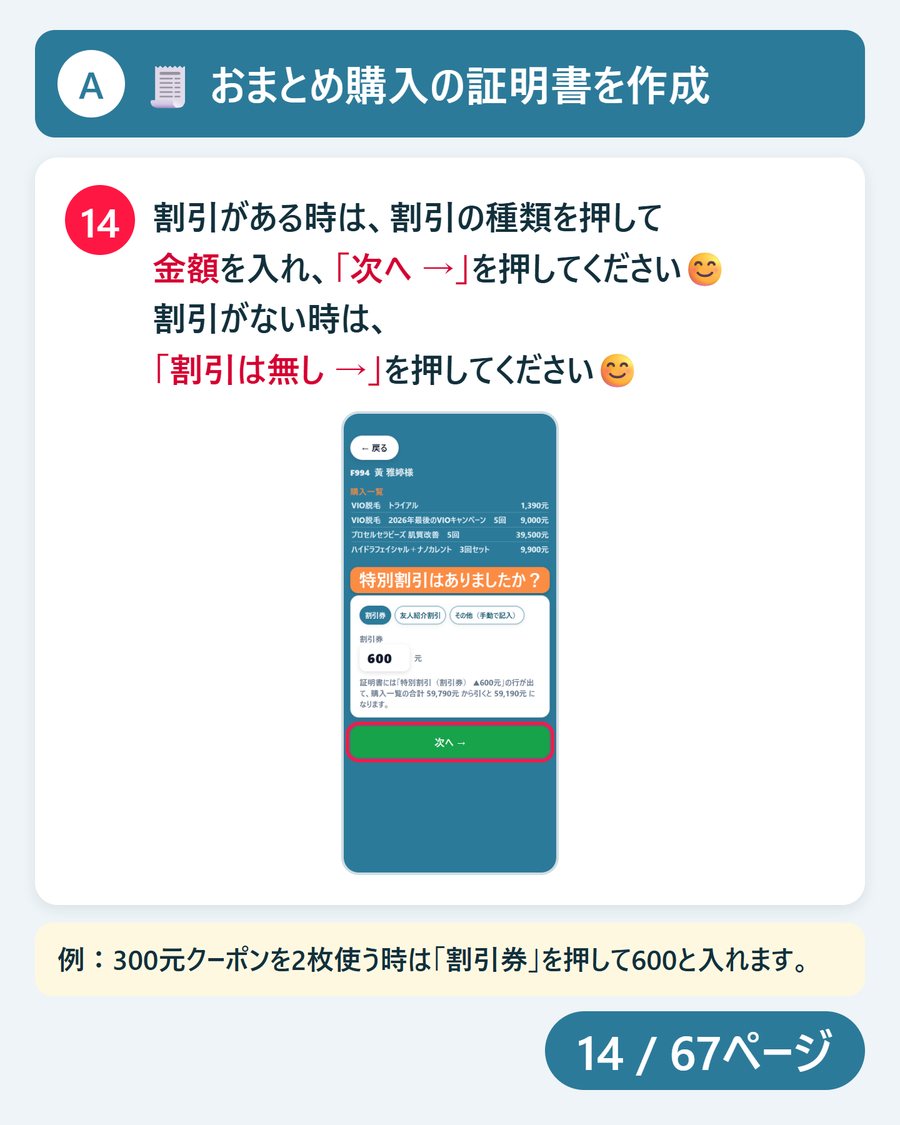 A おまとめ購入の証明書を作成
14 割引がある時は、割引の種類を押して
金額を入れ、「次へ →」を押してください😊
割引がない時は、
「割引は無し →」を押してください😊
← 戻る
F994 黃 雅婷様
購入一覧
VIO脱毛 トライアル 1,390元
VIO脱毛 2026年最後のVIOキャンペーン 5回 9,000元
プロセルセラピーズ 肌質改善 5回 39,500元
ハイドラフェイシャル＋ナノカレント 3回セット 9,900元
特別割引はありましたか？
割引券 友人紹介割引 その他（手動で記入）
割引券
600 元
証明書には「特別割引（割引券） ▲600元」の行が出
て、購入一覧の合計 59,790元 から引くと 59,190元 に
なります。
次へ →
例：300元クーポンを2枚使う時は「割引券」を押して600と入れます。
14 / 67ページ